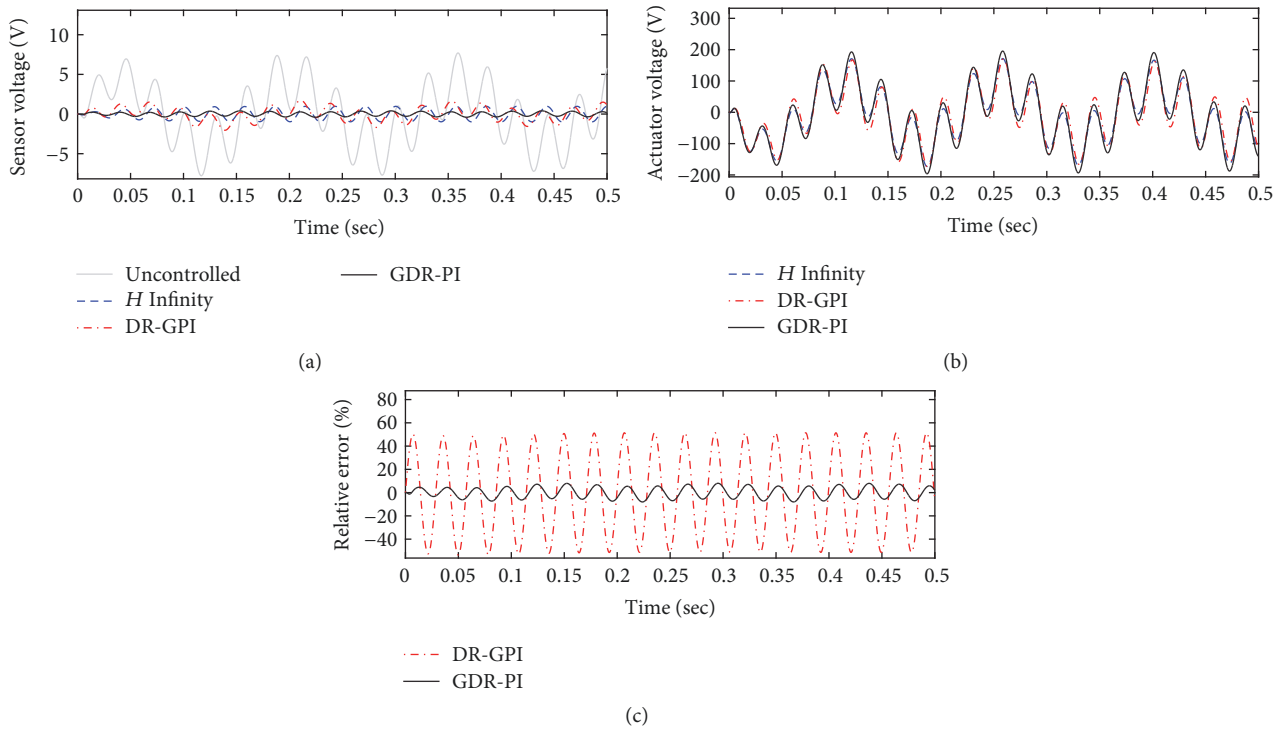 Sensor voltage (V)
10
5
0
−5
0 0.05 0.1 0.15 0.2 0.25 0.3 0.35 0.4 0.45 0.5
Time (sec)
Uncontrolled
H Infinity
DR-GPI
GDR-PI
(a)
Actuator voltage (V)
300
200
100
0
−100
−200
0 0.05 0.1 0.15 0.2 0.25 0.3 0.35 0.4 0.45 0.5
Time (sec)
H Infinity
DR-GPI
GDR-PI
(b)
Relative error (%)
80
60
40
20
0
−20
−40
0 0.05 0.1 0.15 0.2 0.25 0.3 0.35 0.4 0.45 0.5
Time (sec)
DR-GPI
GDR-PI
(c)